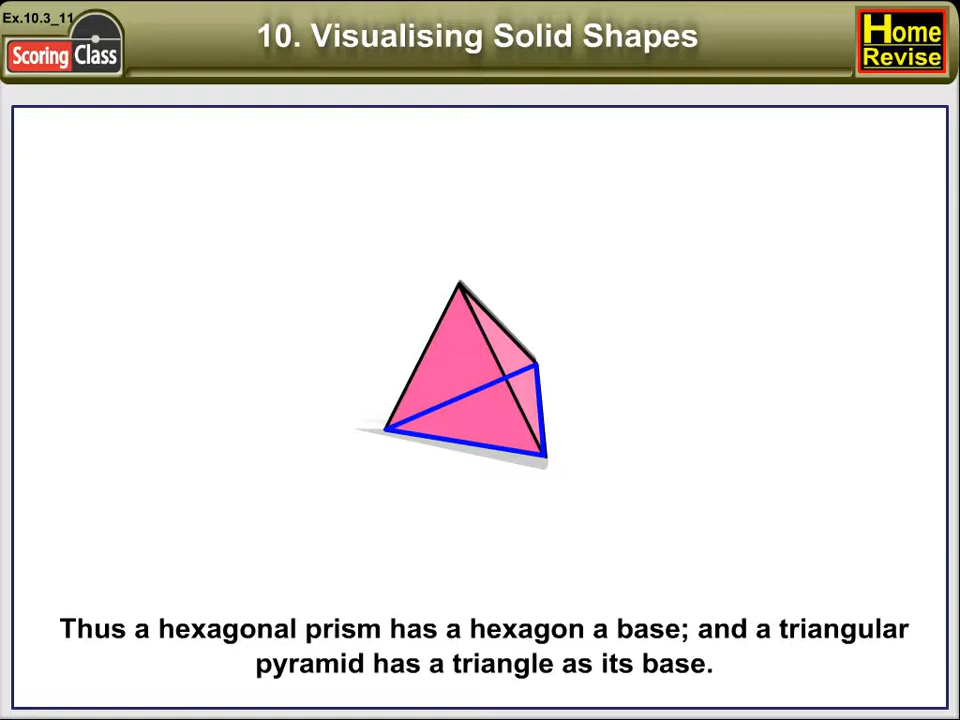 Ex.10.3_11
Scoring Class
10. Visualising Solid Shapes
Home
Revise
Thus a hexagonal prism has a hexagon a base; and a triangular
pyramid has a triangle as its base.